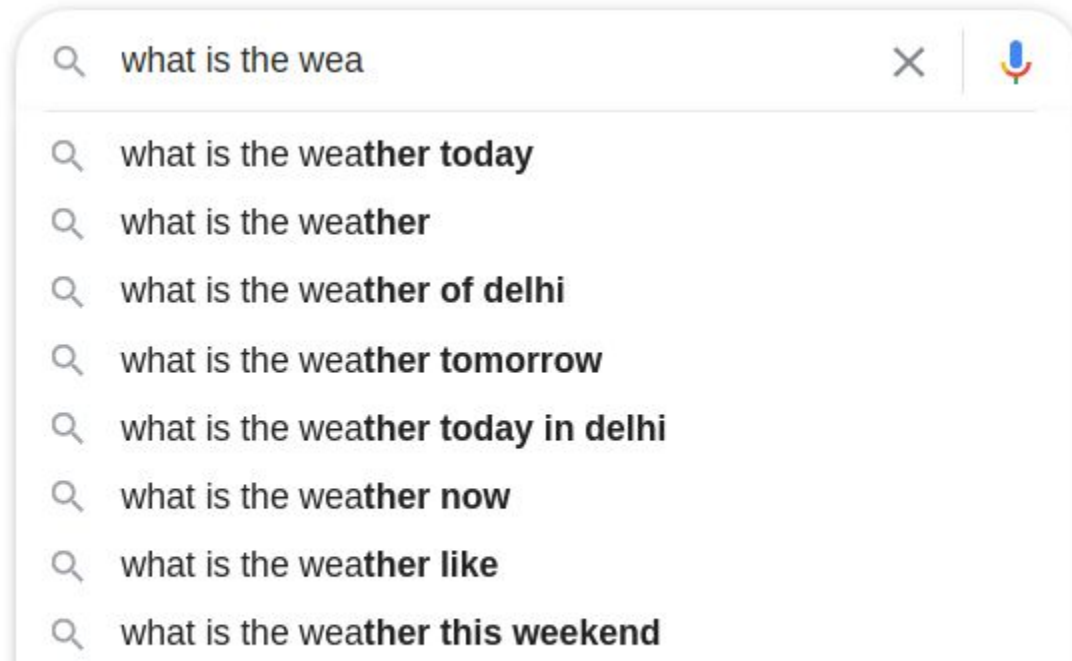 what is the wea
what is the weather today
what is the weather
what is the weather of delhi
what is the weather tomorrow
what is the weather today in delhi
what is the weather now
what is the weather like
what is the weather this weekend